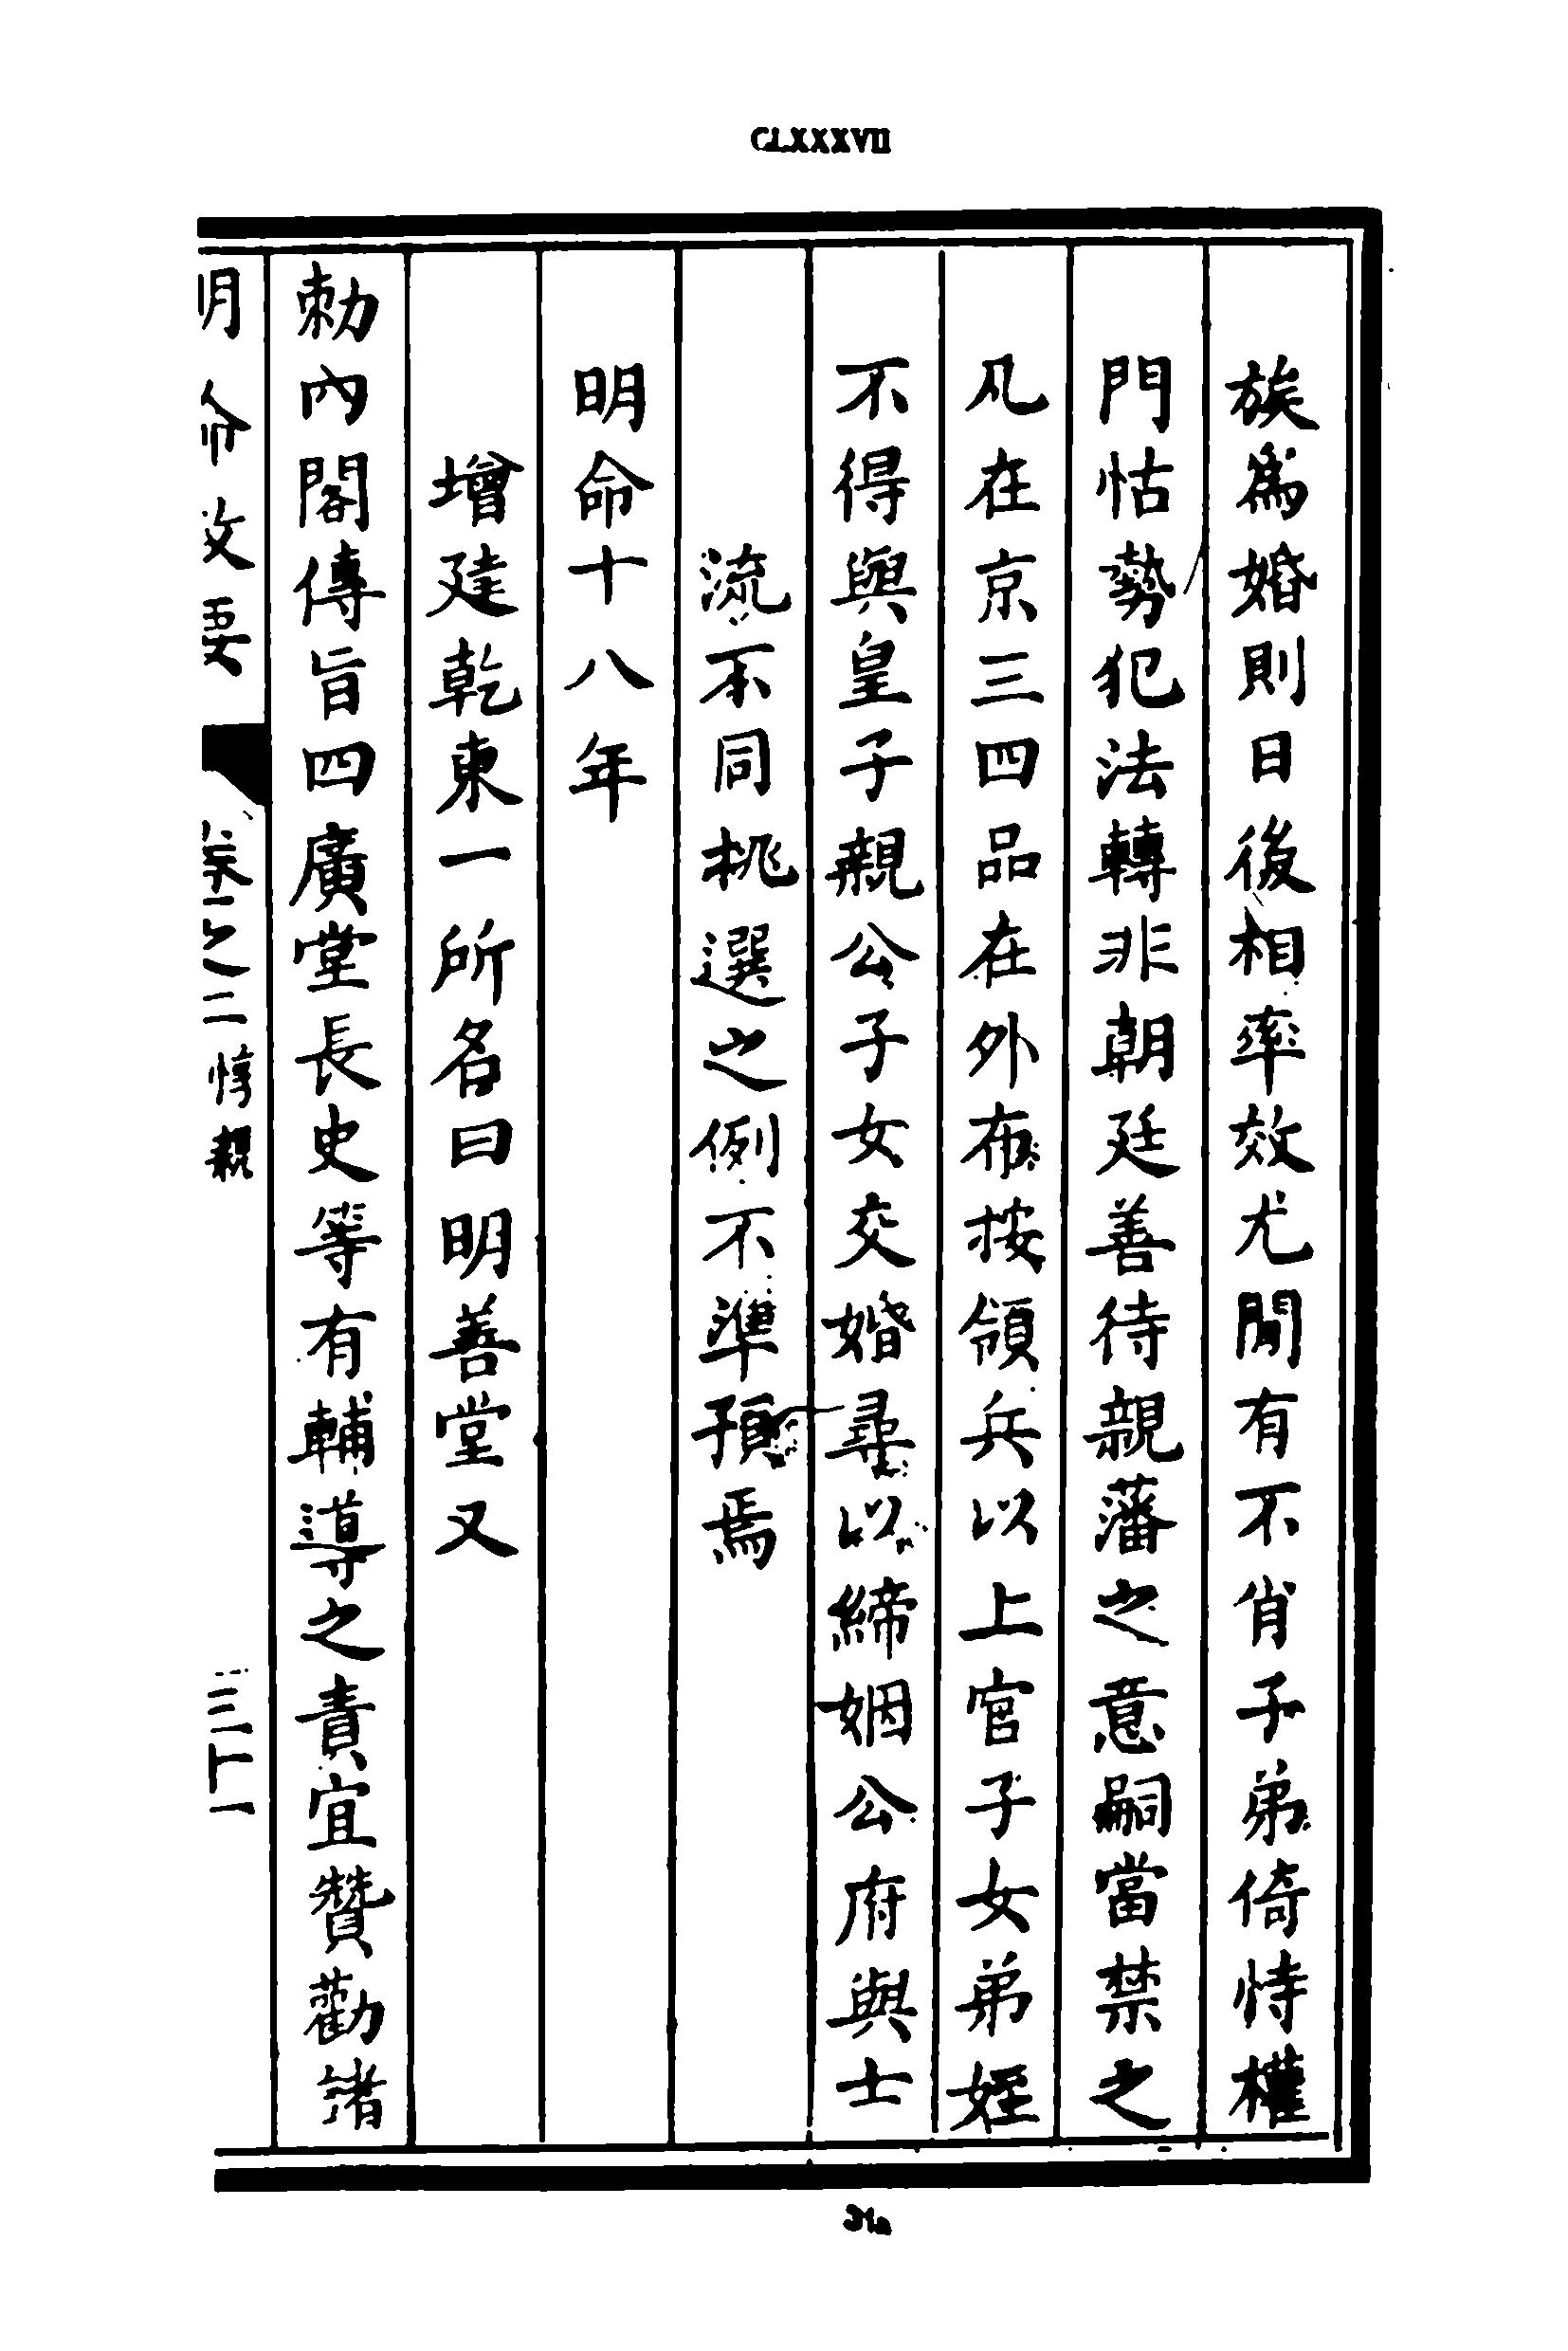 CLXXXVII
族爲婚則日後相率效尤閒有不肖子弟倚恃權
門怙勢犯法轉非朝廷善待親藩之意嗣當禁之
凡在京三四品在外布按領兵以上官子女弟姪
不得與皇子親公子女交婚尋以締姻公府與士
流不同挑選之例不準預焉
明命十八年
增建乾東一所名曰明善堂又
勅內閣傳旨四廣堂長史等有輔導之責宜贊勸諸
明命政要 卷之二 惇親 三十一
31a